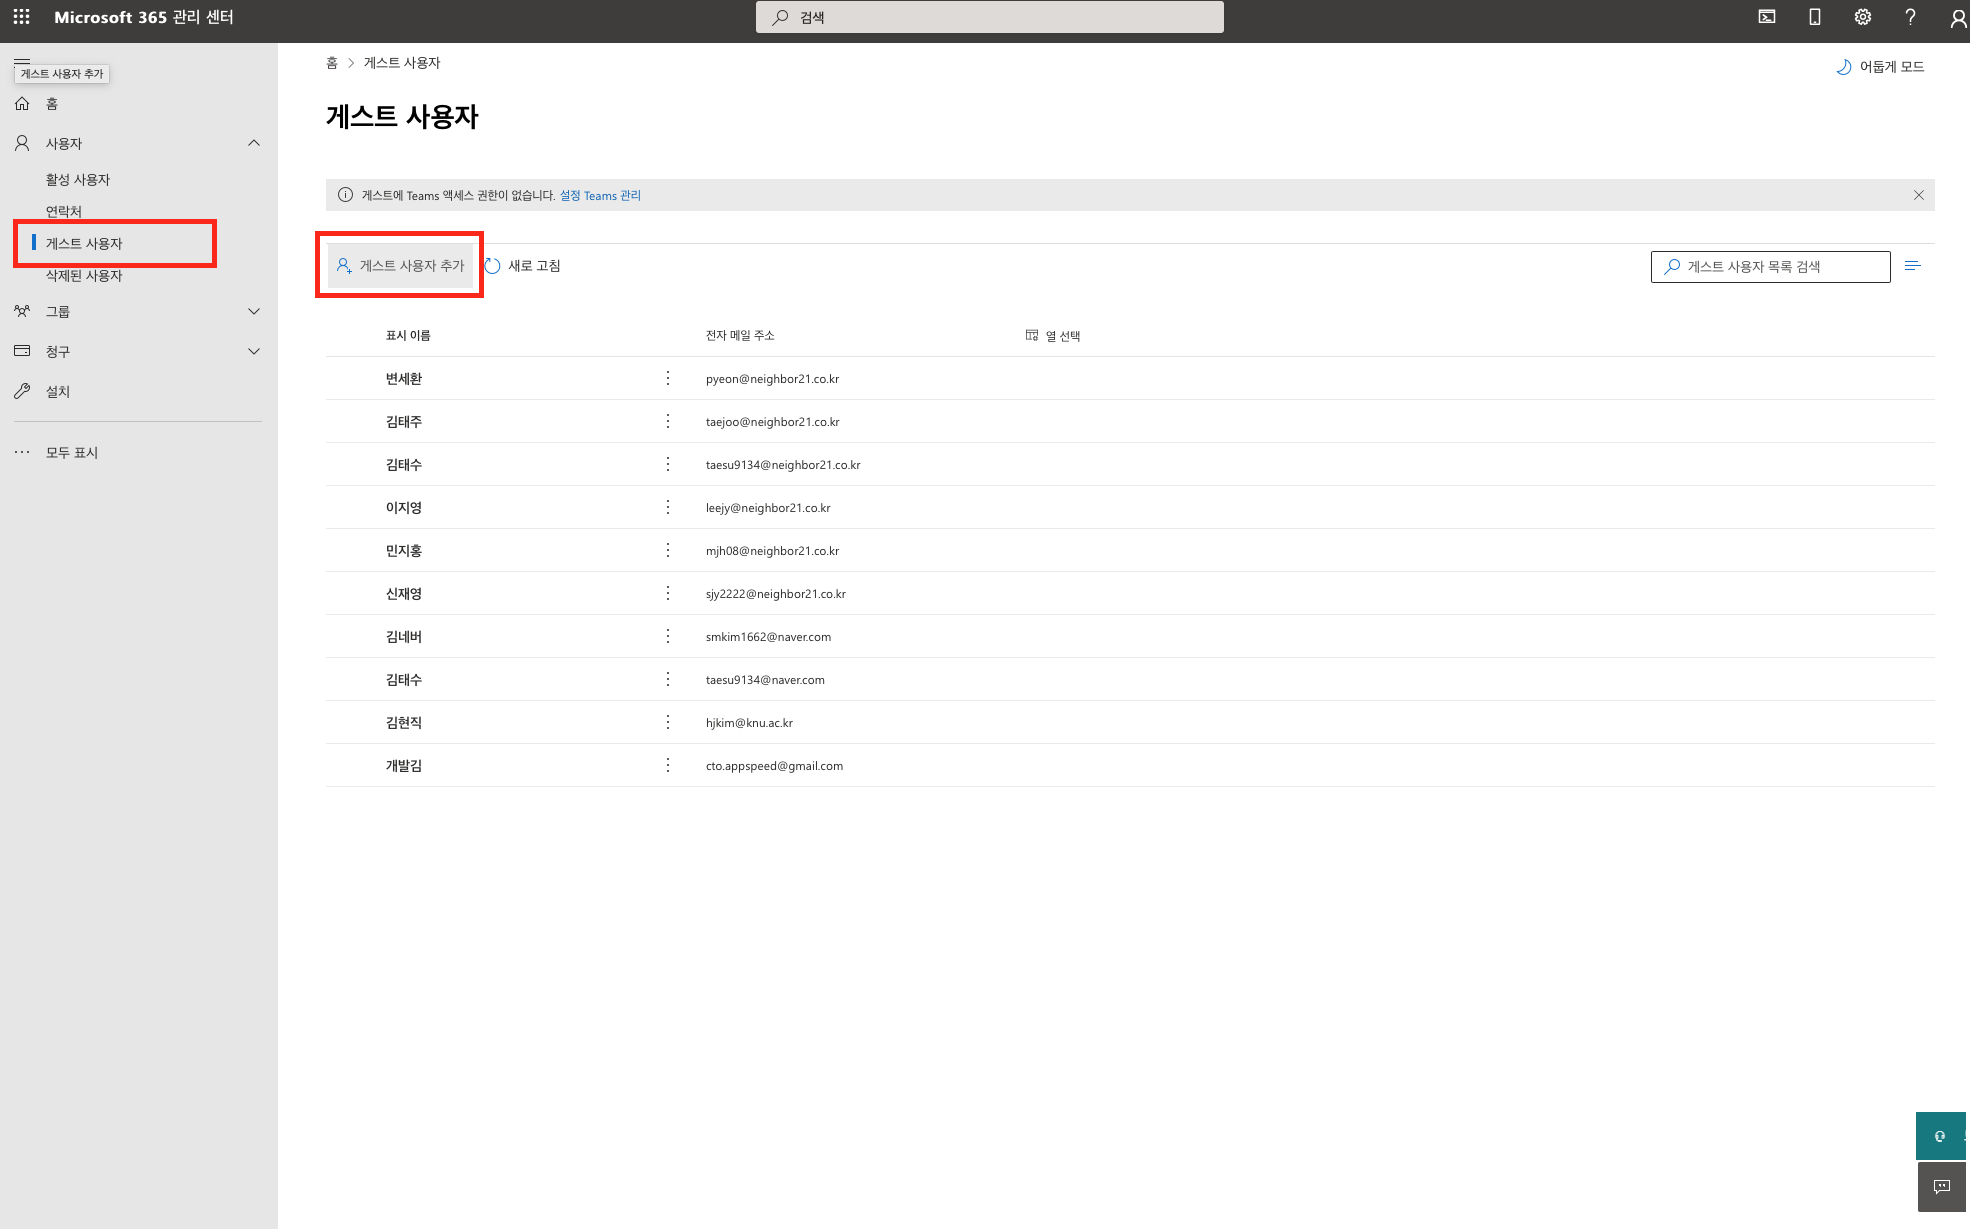 Microsoft 365 관리 센터
검색
게스트 사용자 추가
홈
사용자
활성 사용자
연락처
게스트 사용자
삭제된 사용자
그룹
청구
설치
모두 표시
홈 > 게스트 사용자
어둡게 모드
게스트 사용자
게스트에 Teams 액세스 권한이 없습니다. 설정 Teams 관리
게스트 사용자 추가 새로 고침
게스트 사용자 목록 검색
표시 이름 전자 메일 주소 열 선택
변세환 pyeon@neighbor21.co.kr
김태주 taejoo@neighbor21.co.kr
김태수 taesu9134@neighbor21.co.kr
이지영 leejy@neighbor21.co.kr
민지홍 mjh08@neighbor21.co.kr
신재영 sjy2222@neighbor21.co.kr
김네버 smkim1662@naver.com
김태수 taesu9134@naver.com
김현직 hjkim@knu.ac.kr
개발김 cto.appspeed@gmail.com